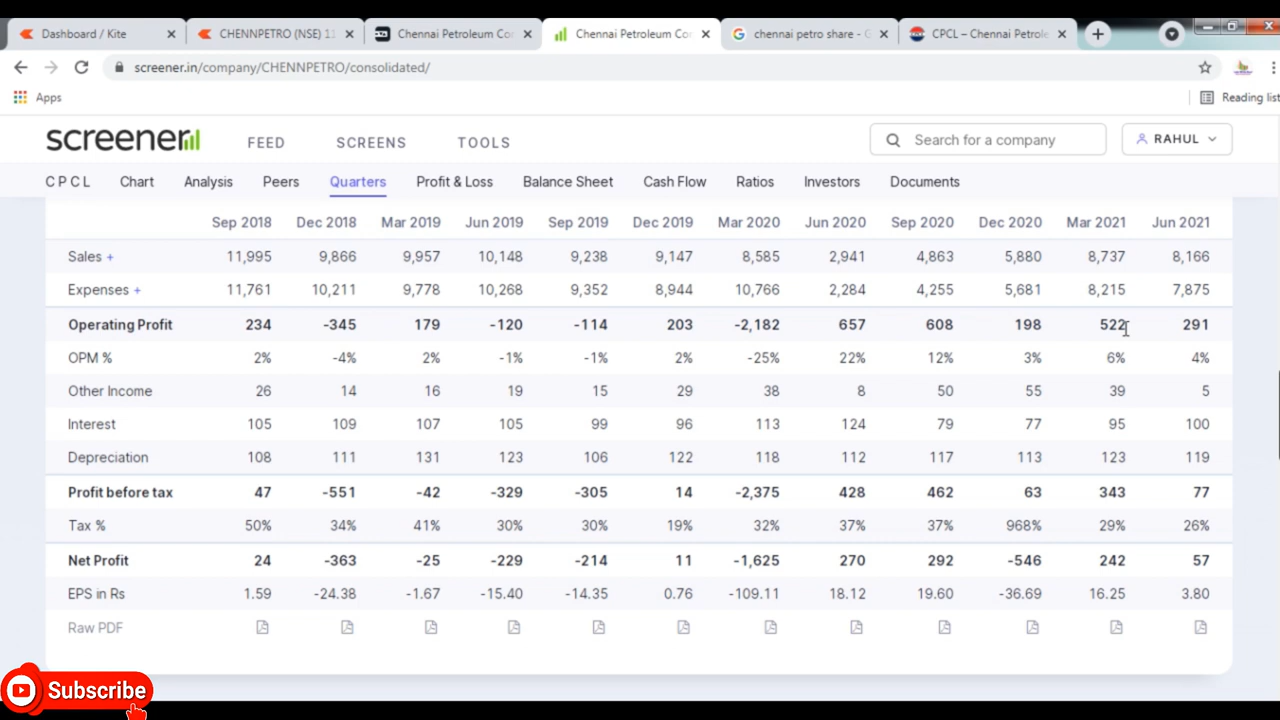 Dashboard / Kite
CHENNPETRO (NSE) 11
Chennai Petroleum Co
Chennai Petroleum Co
chennai petro share - G
CPCL – Chennai Petrole
screener.in/company/CHENNPETRO/consolidated/
Apps
Reading list
screener
FEED SCREENS TOOLS
Search for a company
RAHUL
C P C L Chart Analysis Peers Quarters Profit & Loss Balance Sheet Cash Flow Ratios Investors Documents
Sep 2018 Dec 2018 Mar 2019 Jun 2019 Sep 2019 Dec 2019 Mar 2020 Jun 2020 Sep 2020 Dec 2020 Mar 2021 Jun 2021
Sales + 11,995 9,866 9,957 10,148 9,238 9,147 8,585 2,941 4,863 5,880 8,737 8,166
Expenses + 11,761 10,211 9,778 10,268 9,352 8,944 10,766 2,284 4,255 5,681 8,215 7,875
Operating Profit 234 -345 179 -120 -114 203 -2,182 657 608 198 522 291
OPM % 2% -4% 2% -1% -1% 2% -25% 22% 12% 3% 6% 4%
Other Income 26 14 16 19 15 29 38 8 50 55 39 5
Interest 105 109 107 105 99 96 113 124 79 77 95 100
Depreciation 108 111 131 123 106 122 118 112 117 113 123 119
Profit before tax 47 -551 -42 -329 -305 14 -2,375 428 462 63 343 77
Tax % 50% 34% 41% 30% 30% 19% 32% 37% 37% 968% 29% 26%
Net Profit 24 -363 -25 -229 -214 11 -1,625 270 292 -546 242 57
EPS in Rs 1.59 -24.38 -1.67 -15.40 -14.35 0.76 -109.11 18.12 19.60 -36.69 16.25 3.80
Raw PDF
Subscribe